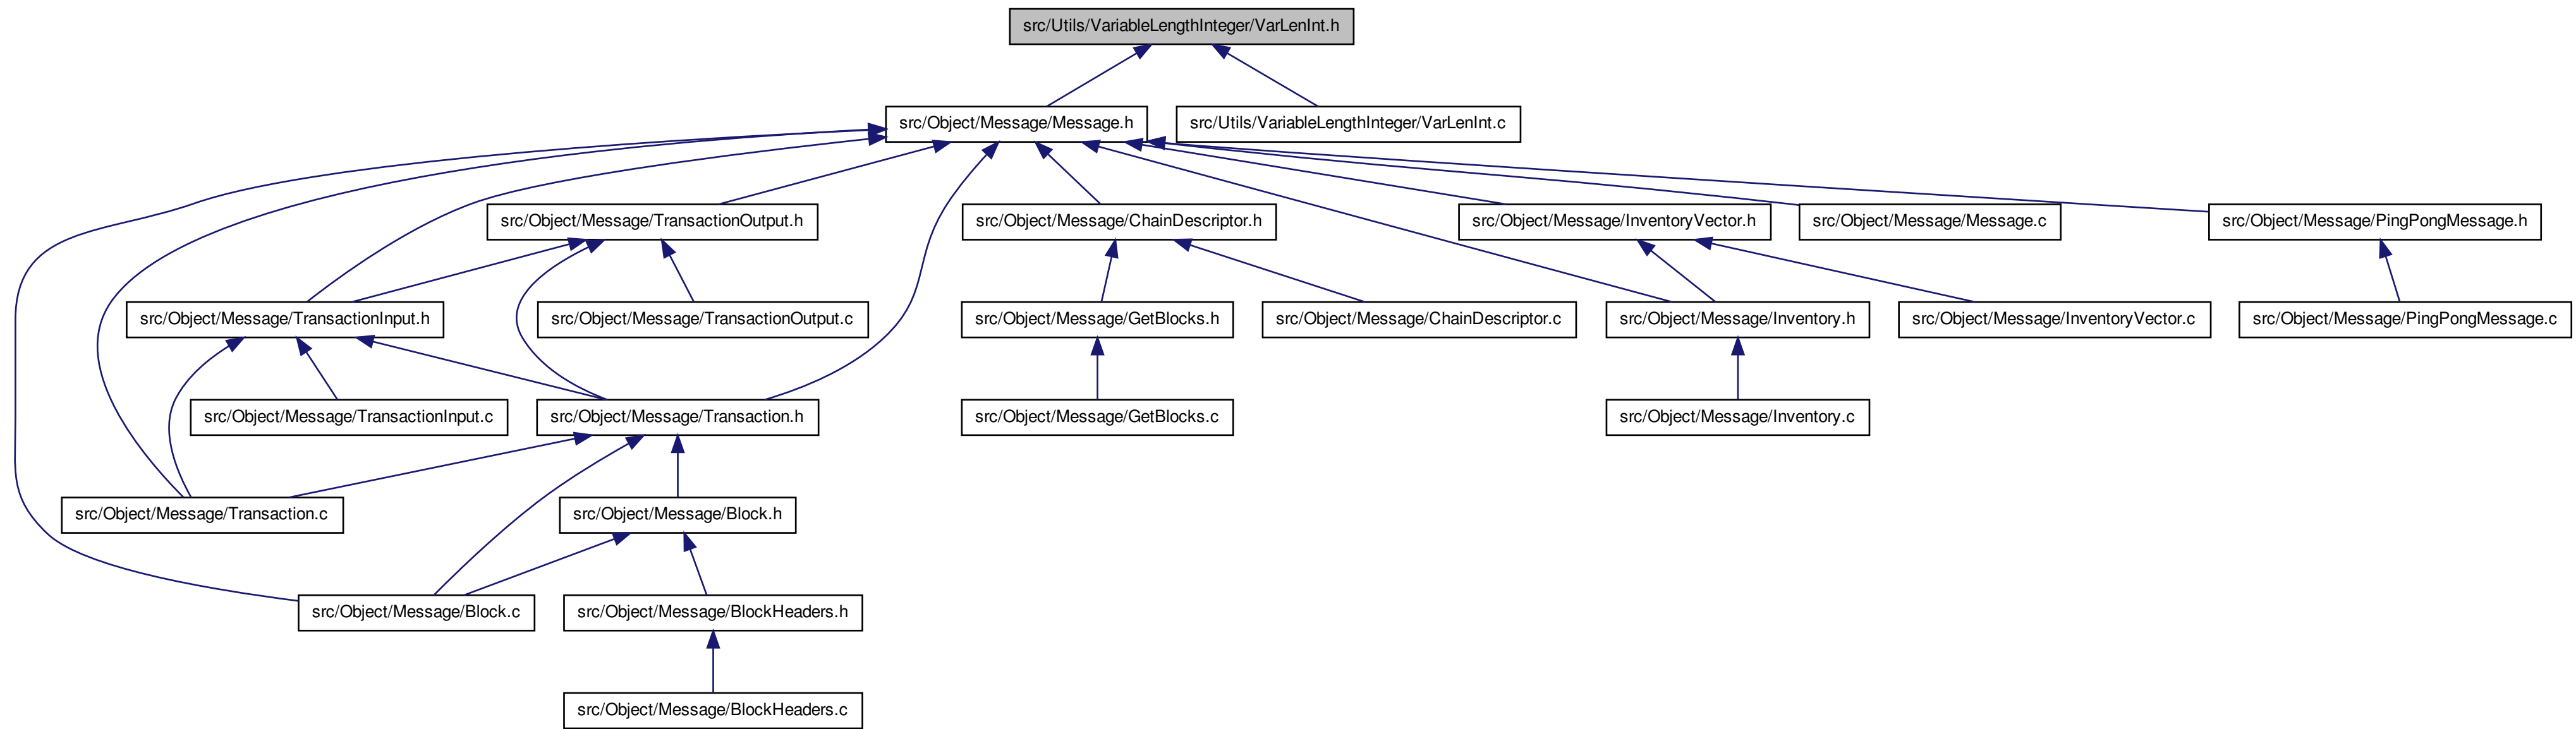 src/Utils/VariableLengthInteger/VarLenInt.h
src/Object/Message/Message.h
src/Utils/VariableLengthInteger/VarLenInt.c
src/Object/Message/TransactionOutput.h
src/Object/Message/ChainDescriptor.h
src/Object/Message/InventoryVector.h
src/Object/Message/Message.c
src/Object/Message/PingPongMessage.h
src/Object/Message/TransactionInput.h
src/Object/Message/TransactionOutput.c
src/Object/Message/GetBlocks.h
src/Object/Message/ChainDescriptor.c
src/Object/Message/Inventory.h
src/Object/Message/InventoryVector.c
src/Object/Message/PingPongMessage.c
src/Object/Message/TransactionInput.c
src/Object/Message/Transaction.h
src/Object/Message/GetBlocks.c
src/Object/Message/Inventory.c
src/Object/Message/Transaction.c
src/Object/Message/Block.h
src/Object/Message/Block.c
src/Object/Message/BlockHeaders.h
src/Object/Message/BlockHeaders.c